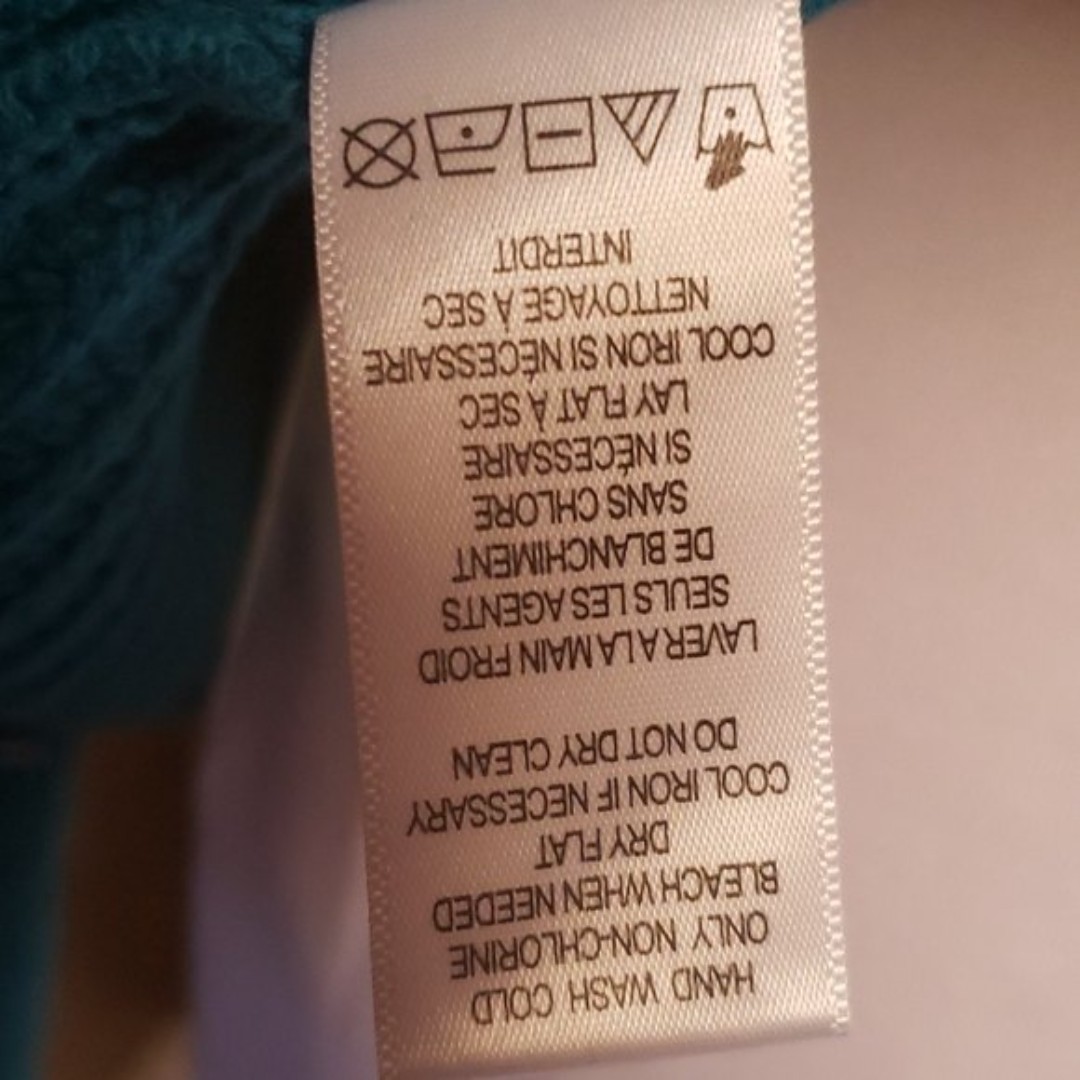 HAND WASH COLD
ONLY NON-CHLORINE
BLEACH WHEN NEEDED
DRY FLAT
COOL IRON IF NECESSARY
DO NOT DRY CLEAN
LAVER A LA MAIN FROID
SEULS LES AGENTS
DE BLANCHIMENT
SANS CHLORE
SI NÉCESSAIRE
LAY FLAT À SEC
COOL IRON SI NÉCESSAIRE
NETTOYAGE À SEC
INTERDIT